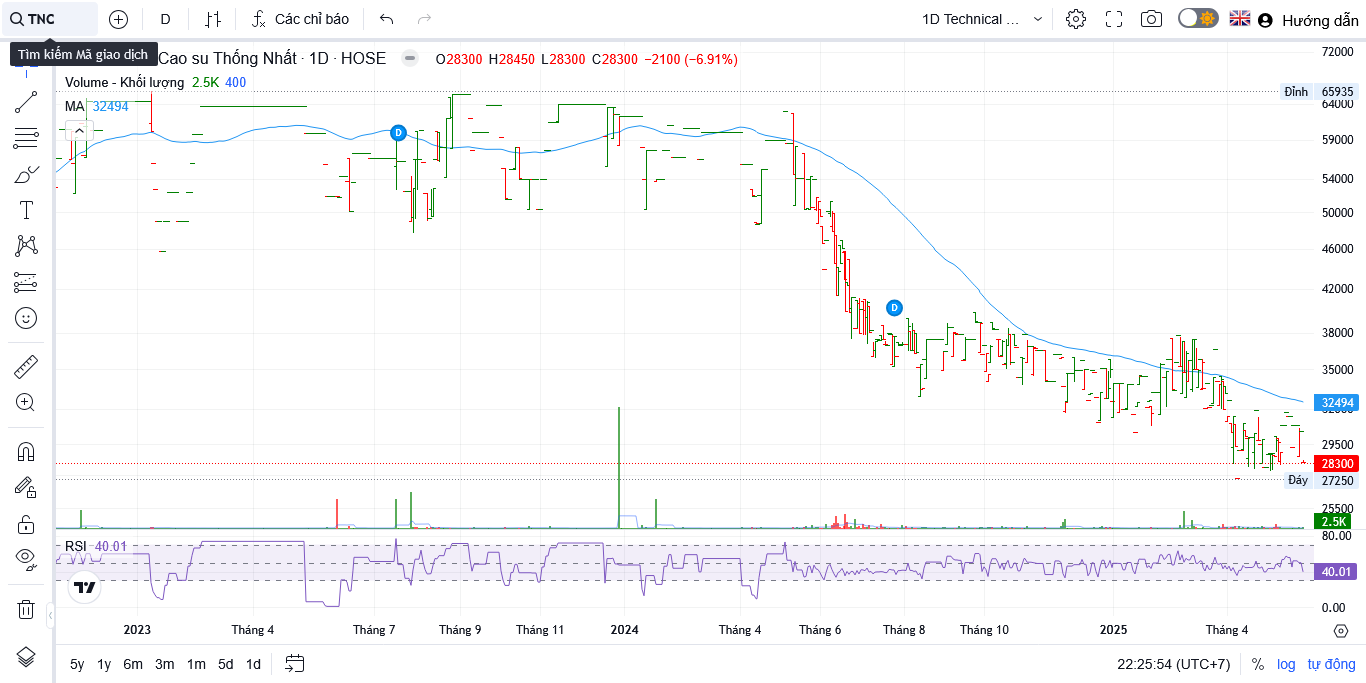 TNC
D
Các chỉ báo
1D Technical ...
Hướng dẫn
Tìm kiếm Mã giao dịch
Cao su Thống Nhất · 1D · HOSE
O28300 H28450 L28300 C28300 −2100 (−6.91%)
Volume - Khối lượng 2.5K 400
MA 32494
72000
Đỉnh 65935
64000
59000
54000
50000
46000
42000
38000
35000
32494
29500
28300
Đáy 27250
25500
2.5K
D
D
RSI 40.01
80.00
40.01
0.00
2023 Tháng 4 Tháng 7 Tháng 9 Tháng 11 2024 Tháng 4 Tháng 6 Tháng 8 Tháng 10 2025 Tháng 4
5y 1y 6m 3m 1m 5d 1d
22:25:54 (UTC+7) % log tự động